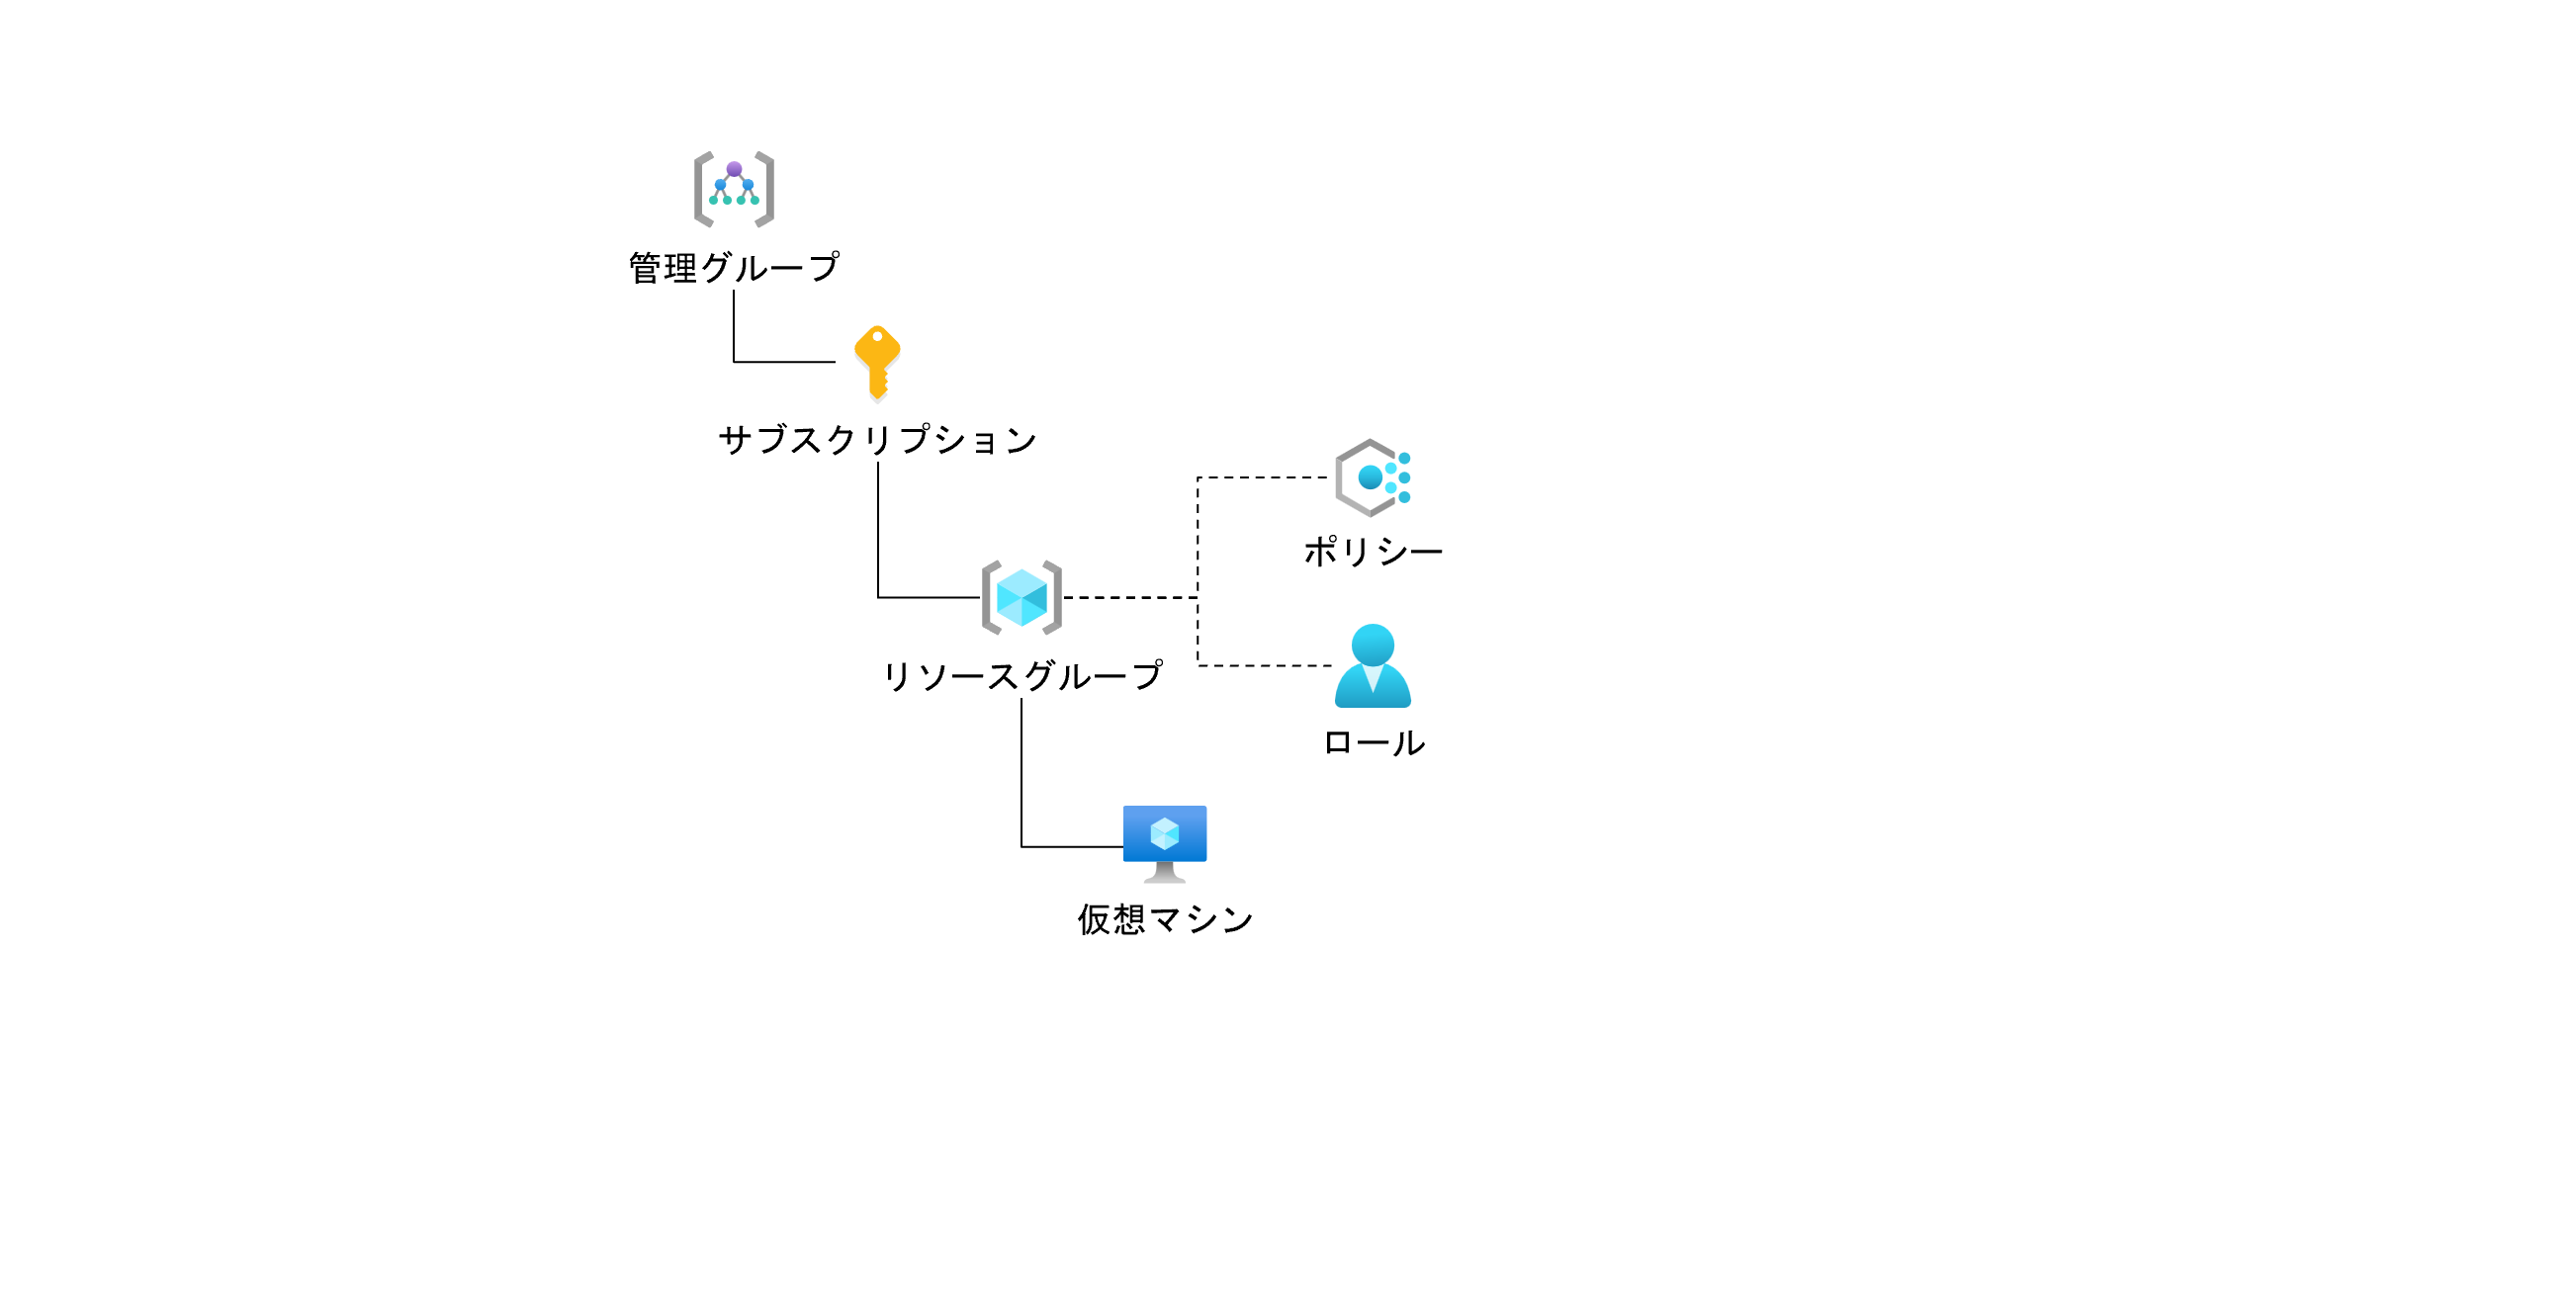 管理グループ
サブスクリプション
ポリシー
リソースグループ
ロール
仮想マシン